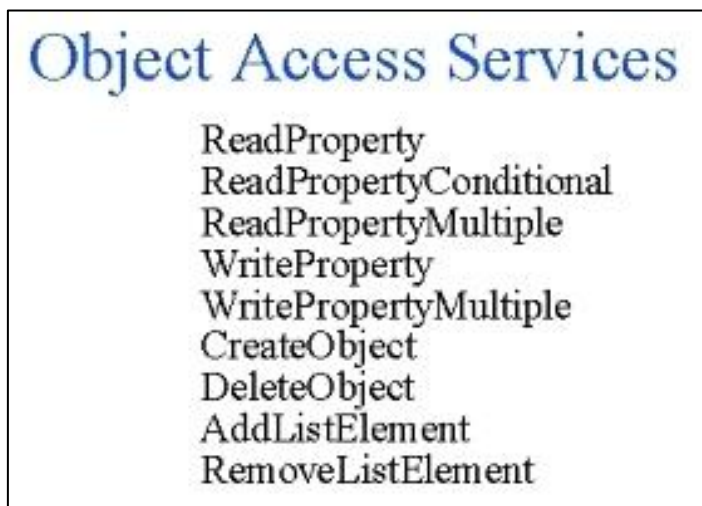 Object Access Services
ReadProperty
ReadPropertyConditional
ReadPropertyMultiple
WriteProperty
WritePropertyMultiple
CreateObject
DeleteObject
AddListElement
RemoveListElement